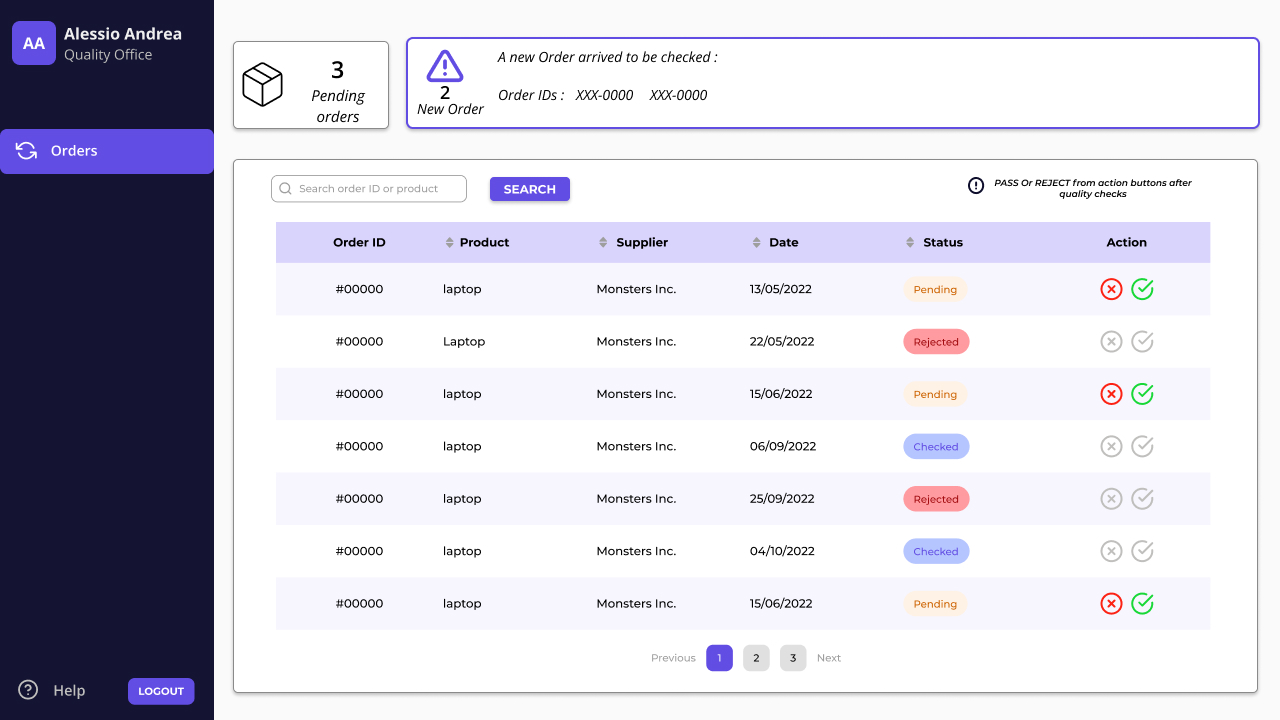 AA
Alessio Andrea
Quality Office
Orders
Help
LOGOUT
3
Pending
orders
2
New Order
A new Order arrived to be checked :
Order IDs : XXX-0000 XXX-0000
Search order ID or product
SEARCH
PASS Or REJECT from action buttons after
quality checks
Order ID Product Supplier Date Status Action
#00000 laptop Monsters Inc. 13/05/2022 Pending
#00000 Laptop Monsters Inc. 22/05/2022 Rejected
#00000 laptop Monsters Inc. 15/06/2022 Pending
#00000 laptop Monsters Inc. 06/09/2022 Checked
#00000 laptop Monsters Inc. 25/09/2022 Rejected
#00000 laptop Monsters Inc. 04/10/2022 Checked
#00000 laptop Monsters Inc. 15/06/2022 Pending
Previous 1 2 3 Next